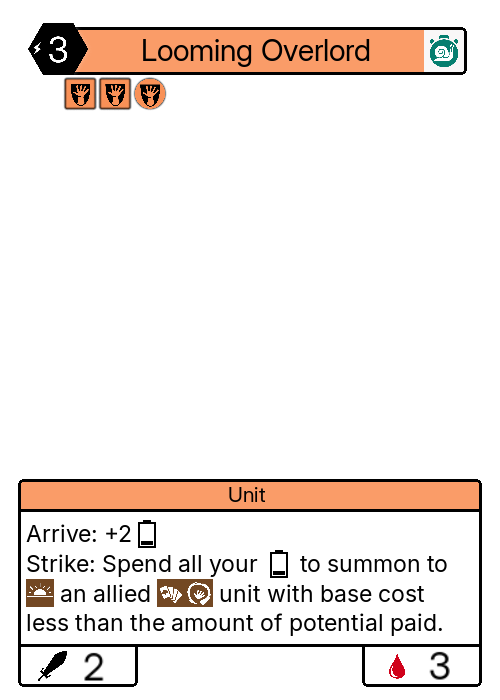 3 Looming Overlord
Unit
Arrive: +2
Strike: Spend all your to summon to
an allied unit with base cost
less than the amount of potential paid.
2 3